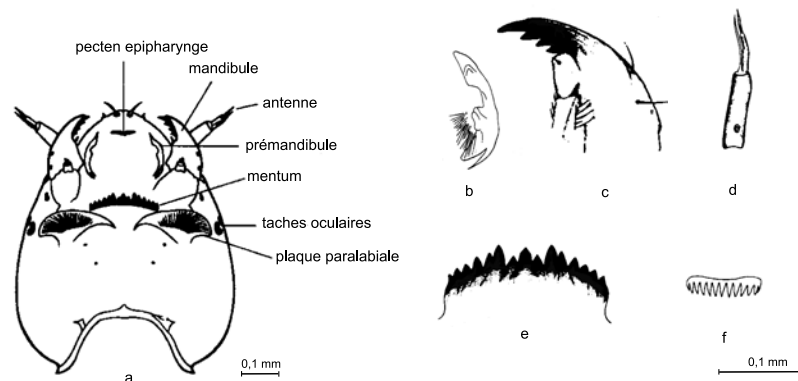 pecten epipharynge
mandibule
antenne
prémandibule
mentum
taches oculaires
plaque paralabiale
0,1 mm
a
b
c
d
e
f
0,1 mm